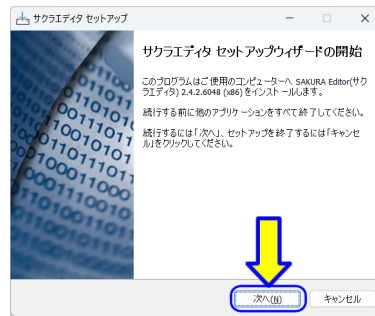 サクラエディタ セットアップ
サクラエディタ セットアップウィザードの開始
このプログラムはご使用のコンピューターへ SAKURA Editor(サク
ラエディタ) 2.4.2.6048 (x86) をインストールします。
続行する前に他のアプリケーションをすべて終了してください。
続行するには「次へ」、セットアップを終了するには「キャンセ
ル」をクリックしてください。
次へ(N)
キャンセル